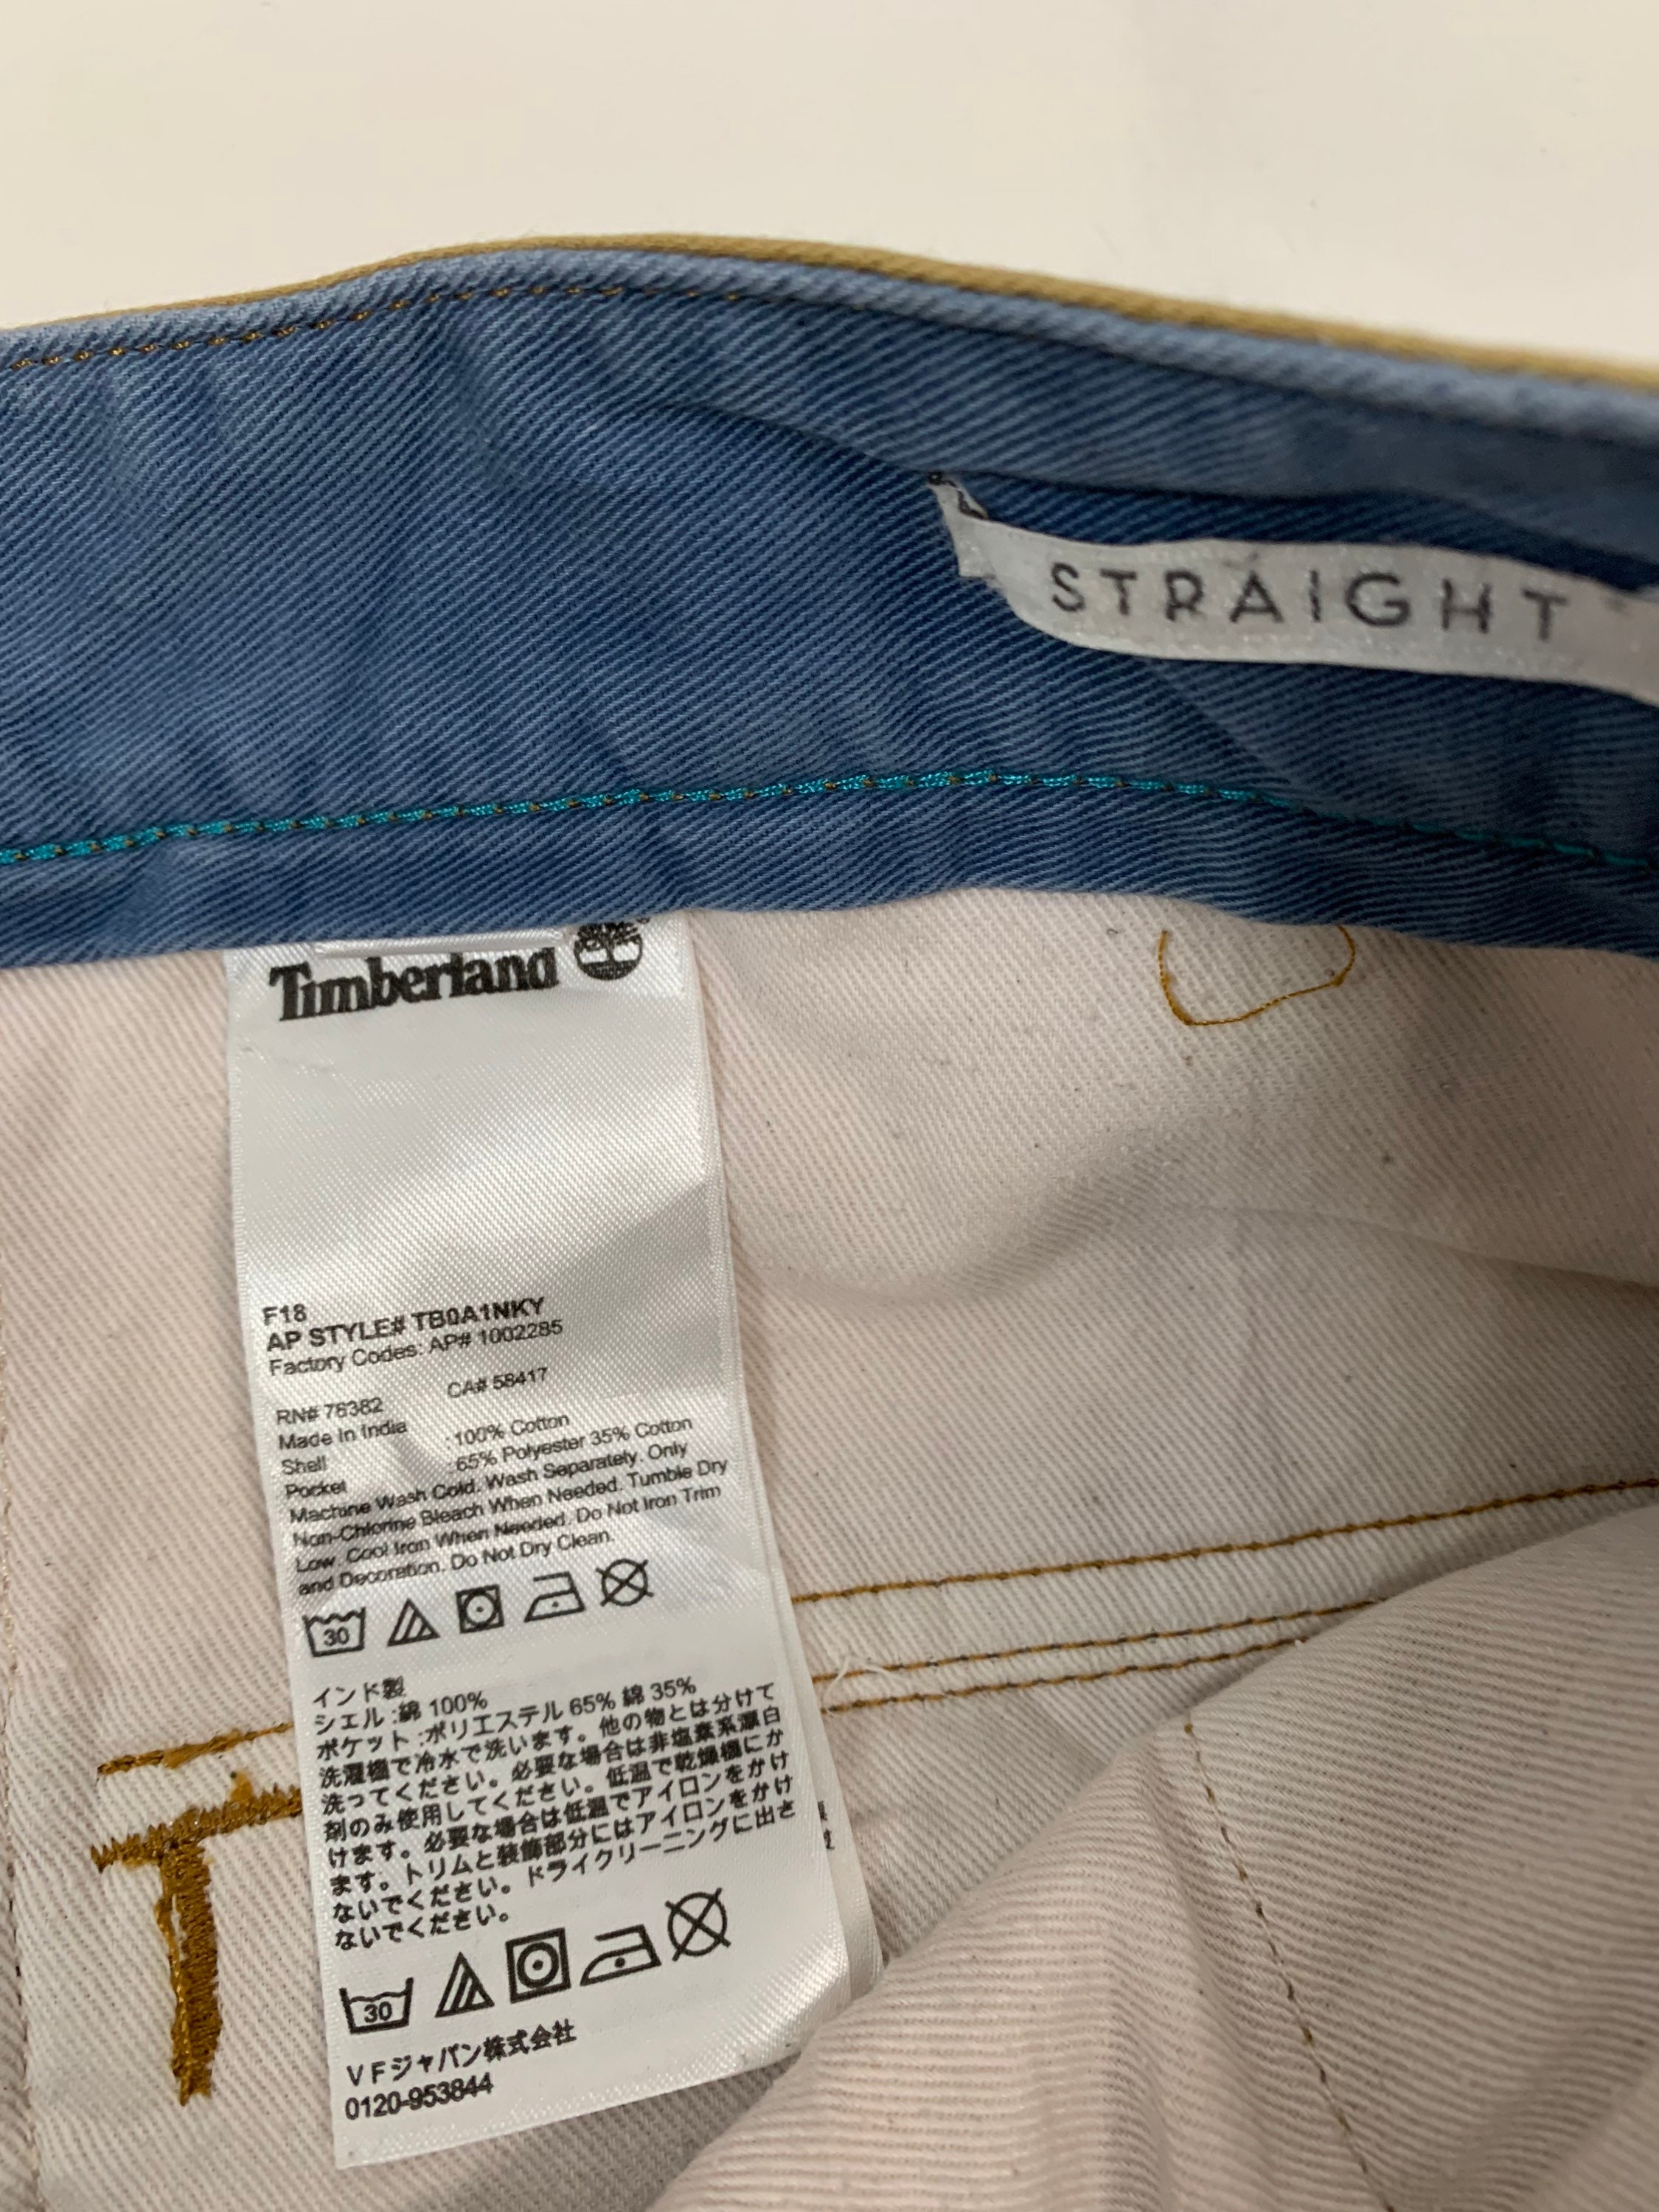 STRAIGHT
Timberland
F18
AP STYLE# TB0A1NKY
Factory Codes: AP# 1002285
RN# 76382 CA# 58417
Made In India
Shell :100% Cotton
Pocket :65% Polyester 35% Cotton
Machine Wash Cold. Wash Separately. Only
Non-Chlorine Bleach When Needed. Tumble Dry
Low. Cool Iron When Needed. Do Not Iron Trim
and Decoration. Do Not Dry Clean.
30
インド製
シェル :綿 100%
ポケット :ポリエステル 65% 綿 35%
洗濯機で冷水で洗います。他の物とは分けて
洗ってください。必要な場合は非塩素系漂白
剤のみ使用してください。低温で乾燥機にか
けます。必要な場合は低温でアイロンをかけ
ます。トリムと装飾部分にはアイロンをかけ
ないでください。ドライクリーニングに出さ
ないでください。
30
VFジャパン株式会社
0120-953844